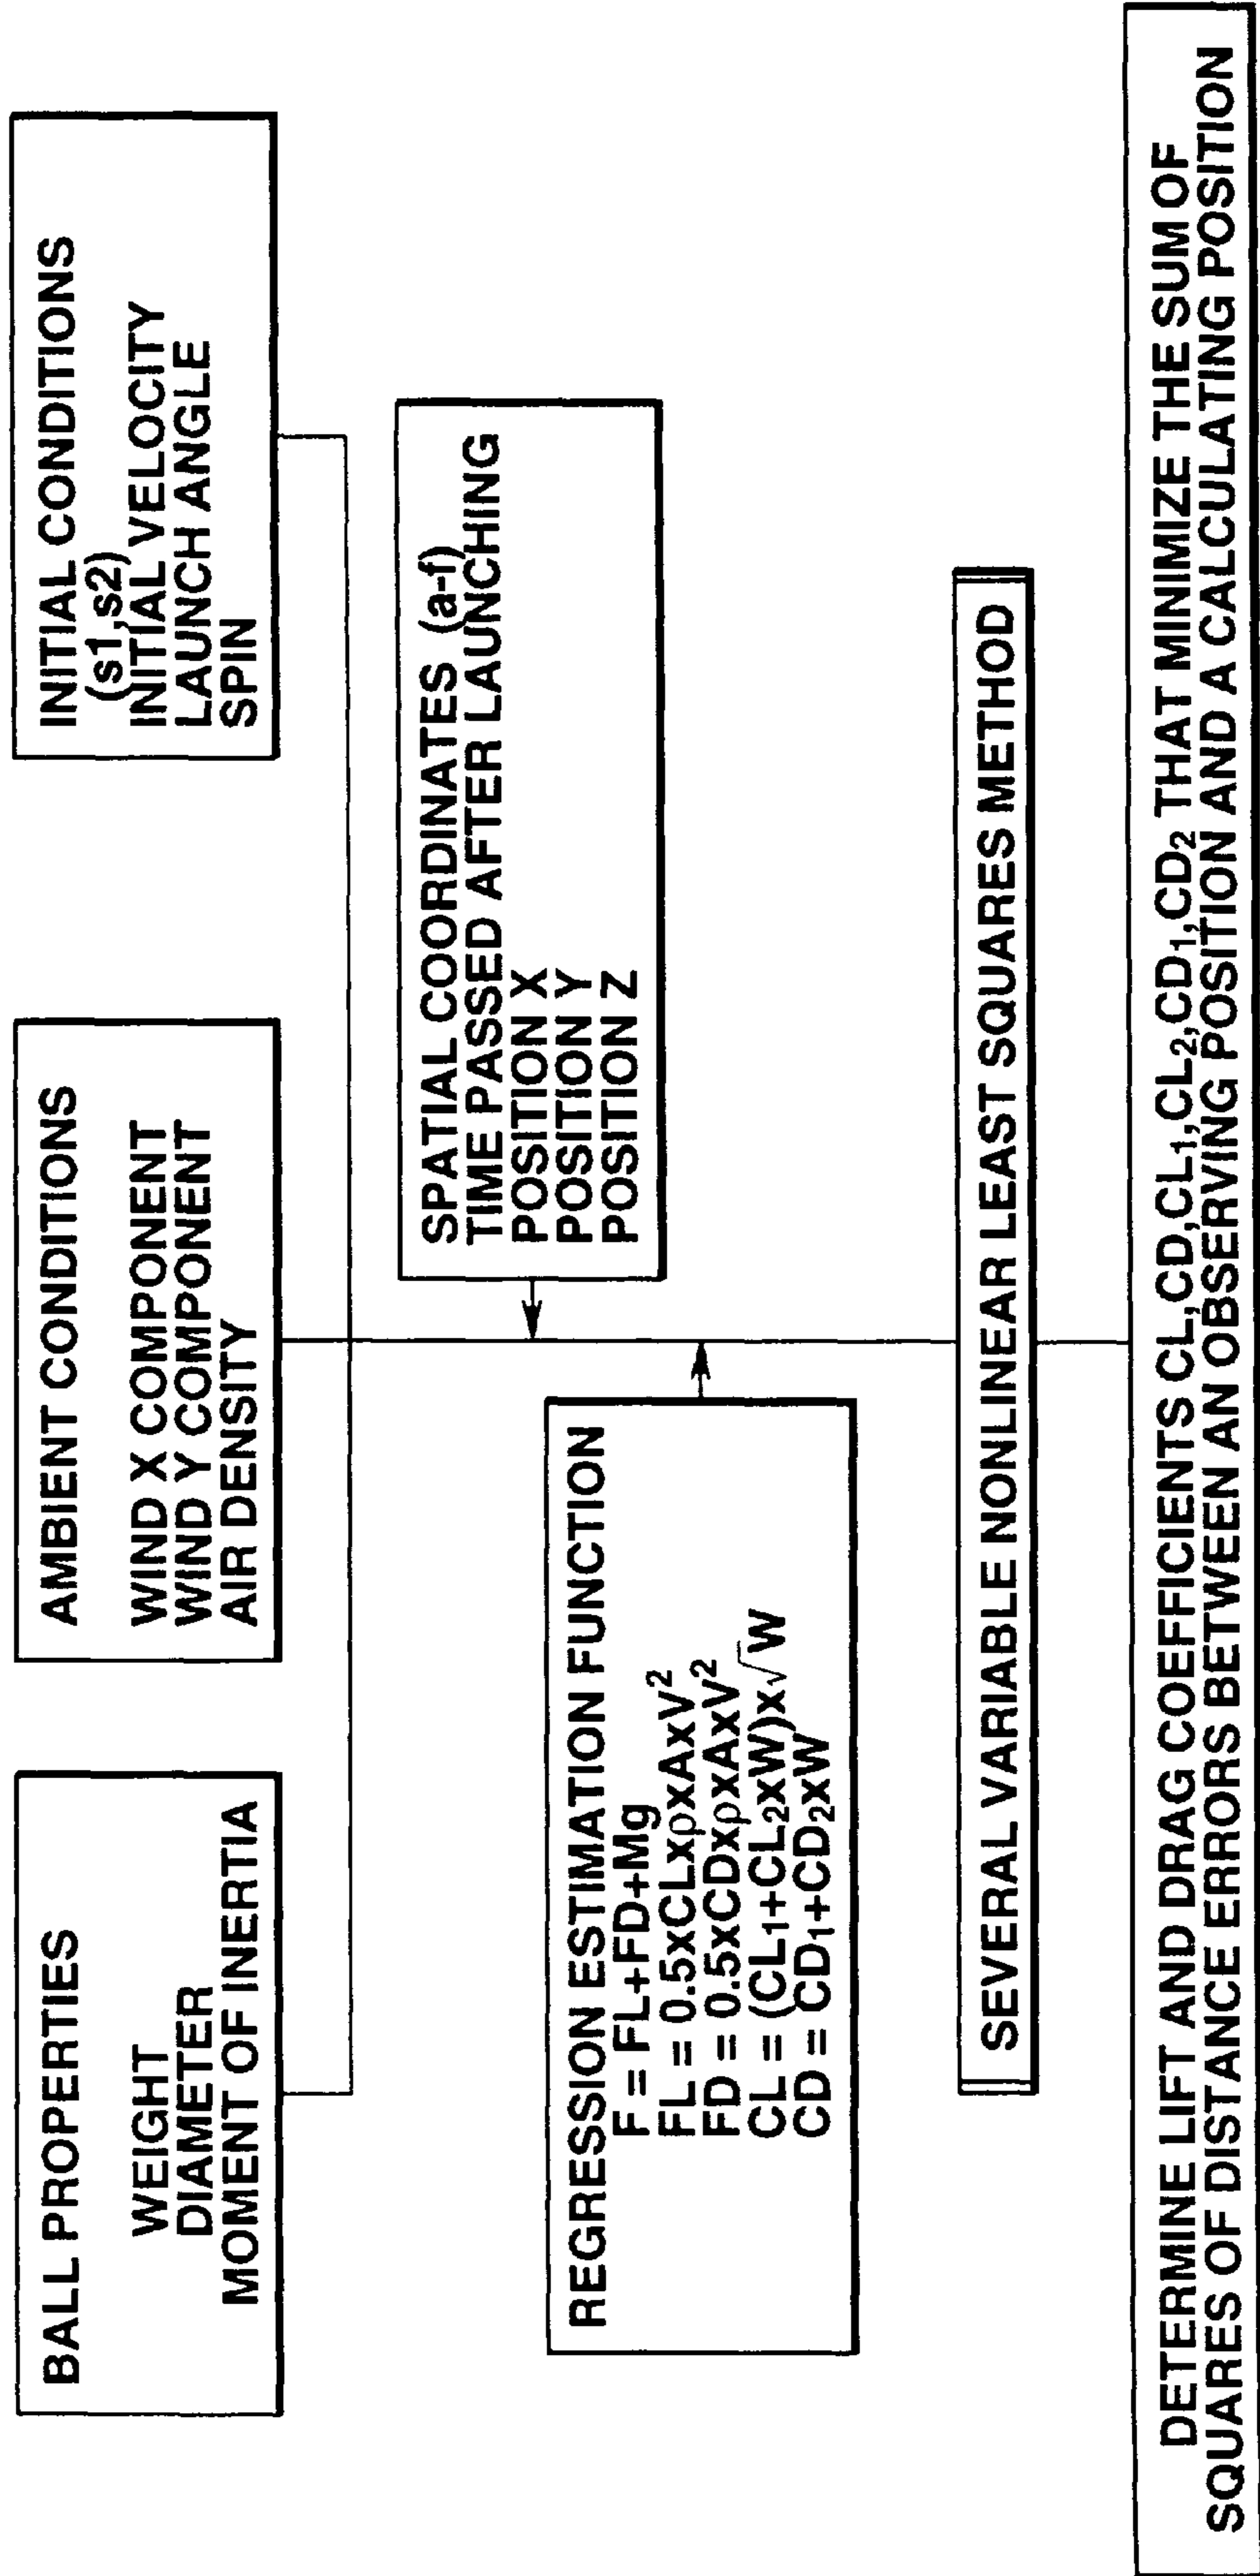 BALL PROPERTIES
WEIGHT
DIAMETER
MOMENT OF INERTIA
AMBIENT CONDITIONS
WIND X COMPONENT
WIND Y COMPONENT
AIR DENSITY
INITIAL CONDITIONS
(s1,s2)
INITIAL VELOCITY
LAUNCH ANGLE
SPIN
SPATIAL COORDINATES (a-f)
TIME PASSED AFTER LAUNCHING
POSITION X
POSITION Y
POSITION Z
REGRESSION ESTIMATION FUNCTION
F = FL+FD+Mg
FL = 0.5xCLxρxAxV²
FD = 0.5xCDxρxAxV²
CL = (CL₁+CL₂xW)x√W
CD = CD₁+CD₂xW
SEVERAL VARIABLE NONLINEAR LEAST SQUARES METHOD
DETERMINE LIFT AND DRAG COEFFICIENTS CL,CD,CL₁,CL₂,CD₁,CD₂ THAT MINIMIZE THE SUM OF
SQUARES OF DISTANCE ERRORS BETWEEN AN OBSERVING POSITION AND A CALCULATING POSITION